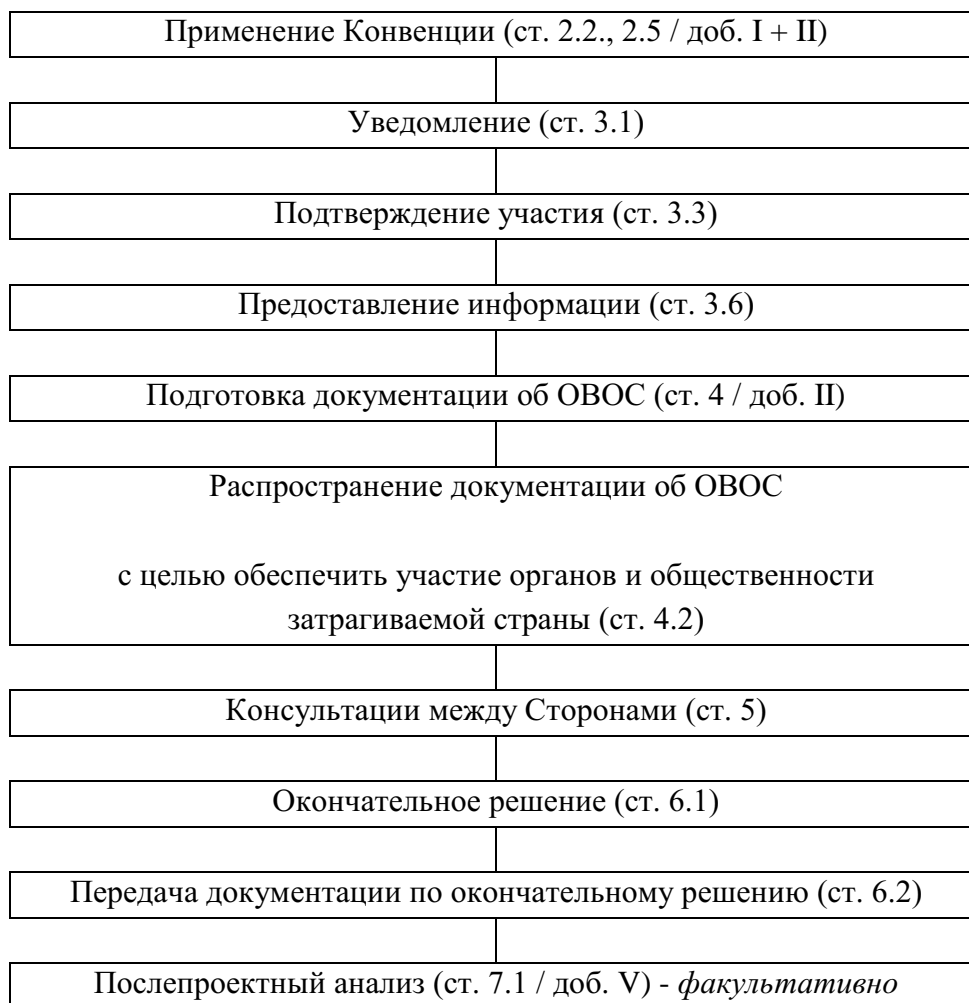 Применение Конвенции (ст. 2.2., 2.5 / доб. I + II)
Уведомление (ст. 3.1)
Подтверждение участия (ст. 3.3)
Предоставление информации (ст. 3.6)
Подготовка документации об ОВОС (ст. 4 / доб. II)
Распространение документации об ОВОС
с целью обеспечить участие органов и общественности
затрагиваемой страны (ст. 4.2)
Консультации между Сторонами (ст. 5)
Окончательное решение (ст. 6.1)
Передача документации по окончательному решению (ст. 6.2)
Послепроектный анализ (ст. 7.1 / доб. V) - факультативно